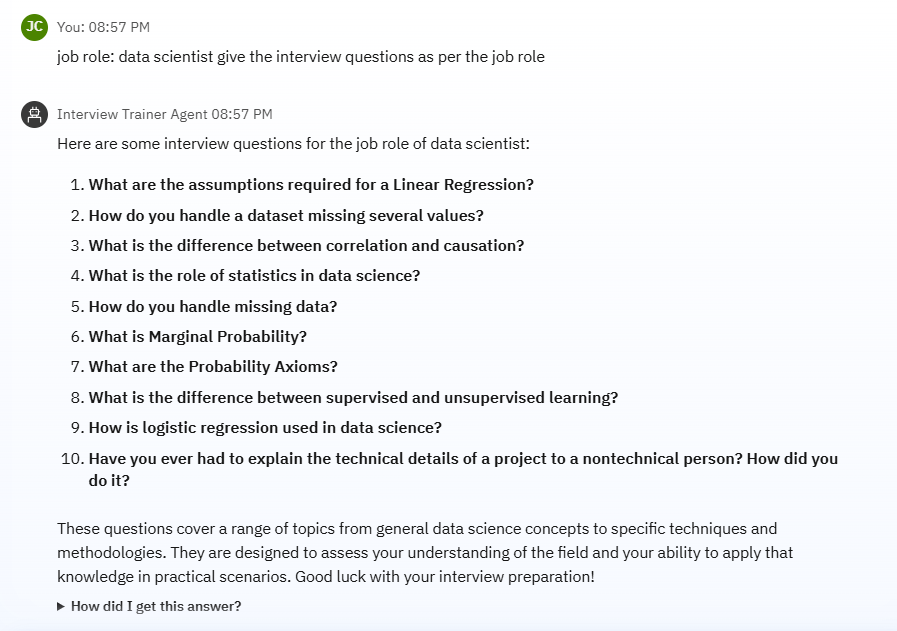 JC
You: 08:57 PM
job role: data scientist give the interview questions as per the job role
Interview Trainer Agent 08:57 PM
Here are some interview questions for the job role of data scientist:
1. What are the assumptions required for a Linear Regression?
2. How do you handle a dataset missing several values?
3. What is the difference between correlation and causation?
4. What is the role of statistics in data science?
5. How do you handle missing data?
6. What is Marginal Probability?
7. What are the Probability Axioms?
8. What is the difference between supervised and unsupervised learning?
9. How is logistic regression used in data science?
10. Have you ever had to explain the technical details of a project to a nontechnical person? How did you
do it?
These questions cover a range of topics from general data science concepts to specific techniques and
methodologies. They are designed to assess your understanding of the field and your ability to apply that
knowledge in practical scenarios. Good luck with your interview preparation!
How did I get this answer?